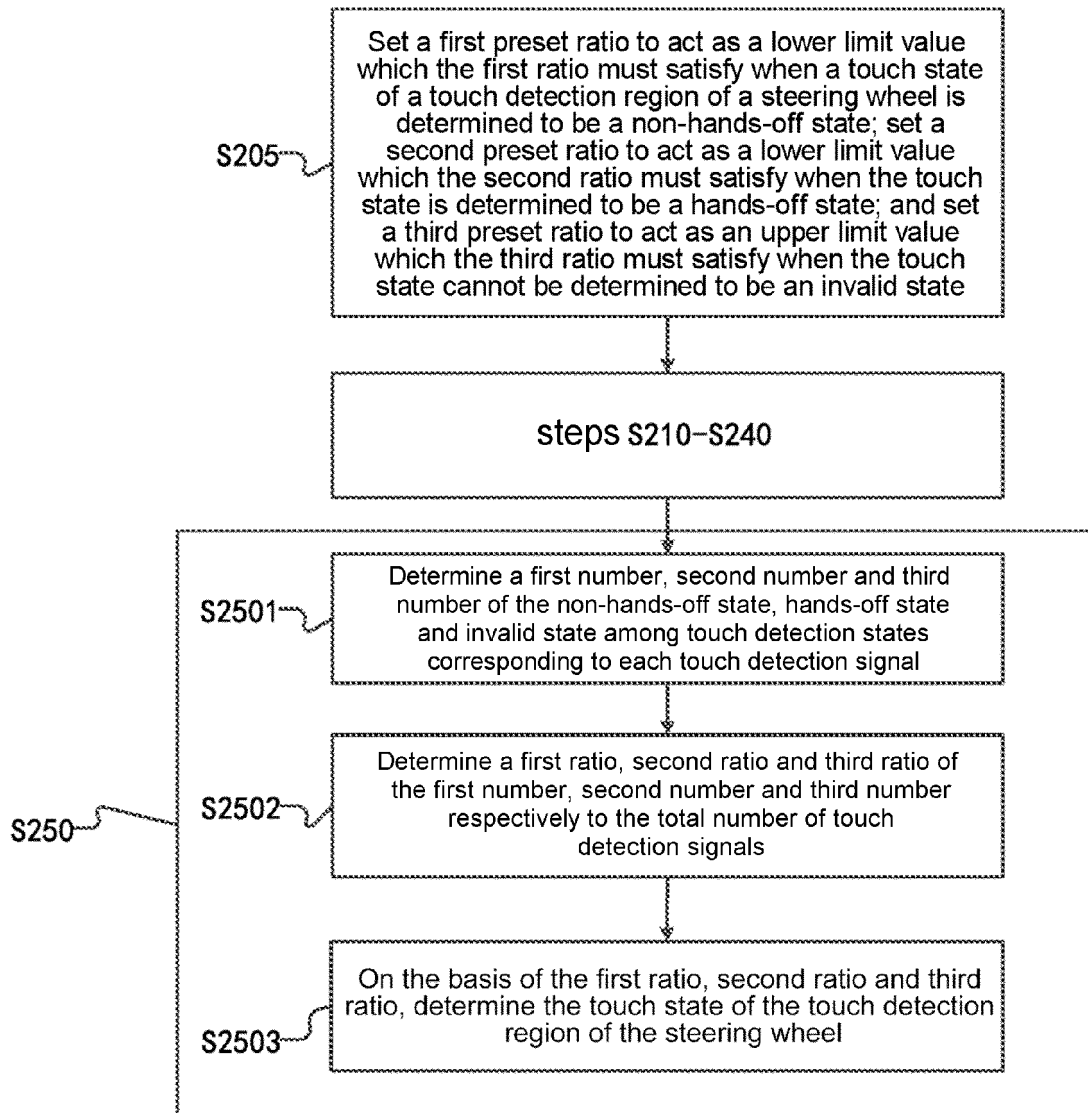 Set a first preset ratio to act as a lower limit value
which the first ratio must satisfy when a touch state
of a touch detection region of a steering wheel is
determined to be a non-hands-off state; set a
second preset ratio to act as a lower limit value
which the second ratio must satisfy when the touch
state is determined to be a hands-off state; and set
a third preset ratio to act as an upper limit value
which the third ratio must satisfy when the touch
state cannot be determined to be an invalid state
S205
steps S210-S240
Determine a first number, second number and third
number of the non-hands-off state, hands-off state
and invalid state among touch detection states
corresponding to each touch detection signal
S2501
Determine a first ratio, second ratio and third ratio of
the first number, second number and third number
respectively to the total number of touch
detection signals
S2502
S250
On the basis of the first ratio, second ratio and third
ratio, determine the touch state of the touch detection
region of the steering wheel
S2503